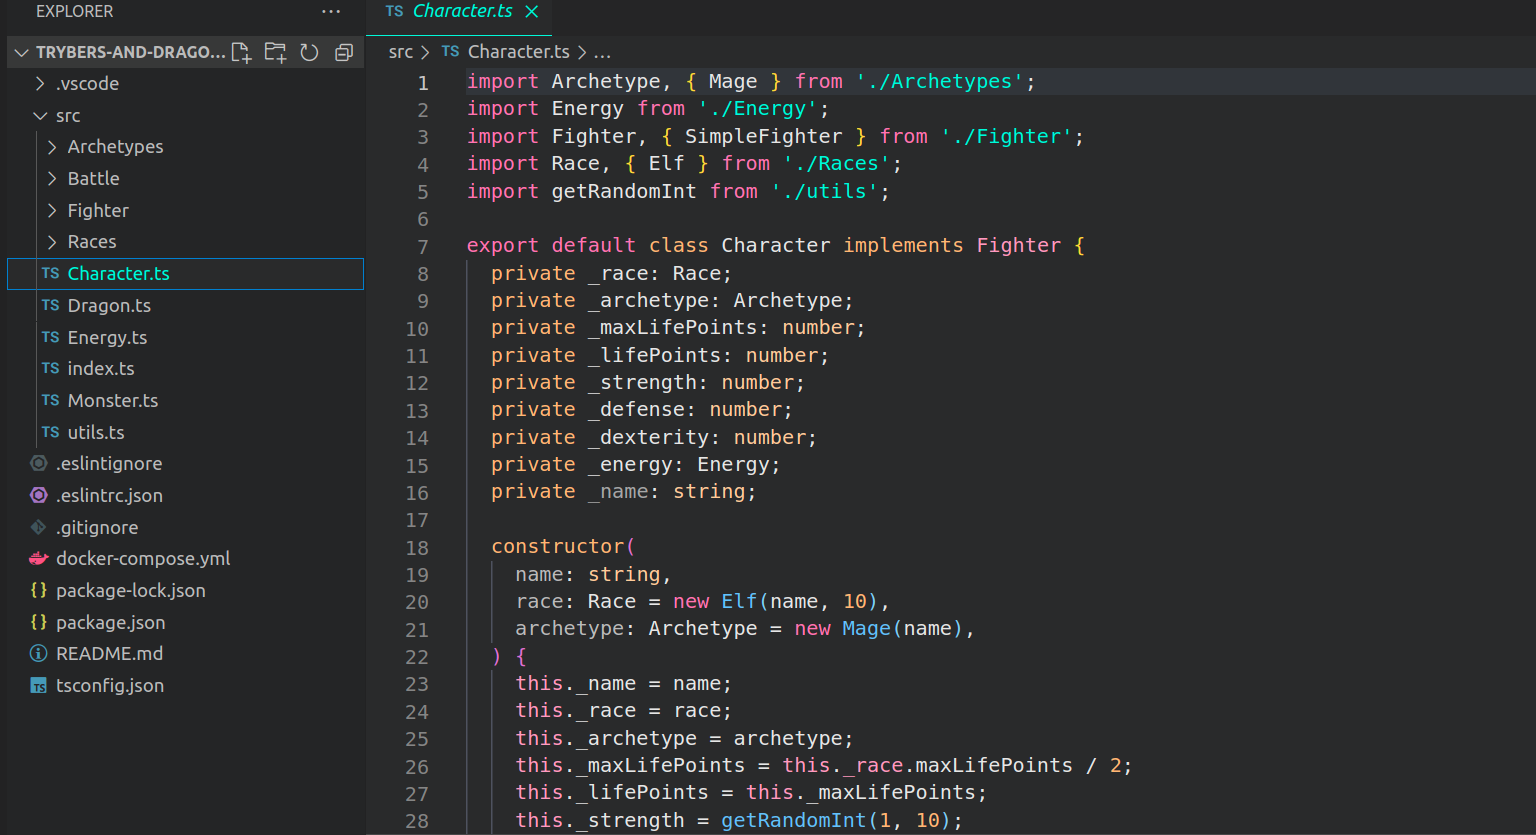 EXPLORER
TRYBERS-AND-DRAGO...
.vscode
src
Archetypes
Battle
Fighter
Races
TS Character.ts
TS Dragon.ts
TS Energy.ts
TS index.ts
TS Monster.ts
TS utils.ts
.eslintignore
.eslintrc.json
.gitignore
docker-compose.yml
{} package-lock.json
{} package.json
README.md
TS tsconfig.json
TS Character.ts
src > TS Character.ts > ...
1 import Archetype, { Mage } from './Archetypes';
2 import Energy from './Energy';
3 import Fighter, { SimpleFighter } from './Fighter';
4 import Race, { Elf } from './Races';
5 import getRandomInt from './utils';
6
7 export default class Character implements Fighter {
8   private _race: Race;
9   private _archetype: Archetype;
10   private _maxLifePoints: number;
11   private _lifePoints: number;
12   private _strength: number;
13   private _defense: number;
14   private _dexterity: number;
15   private _energy: Energy;
16   private _name: string;
17
18   constructor(
19     name: string,
20     race: Race = new Elf(name, 10),
21     archetype: Archetype = new Mage(name),
22   ) {
23     this._name = name;
24     this._race = race;
25     this._archetype = archetype;
26     this._maxLifePoints = this._race.maxLifePoints / 2;
27     this._lifePoints = this._maxLifePoints;
28     this._strength = getRandomInt(1, 10);